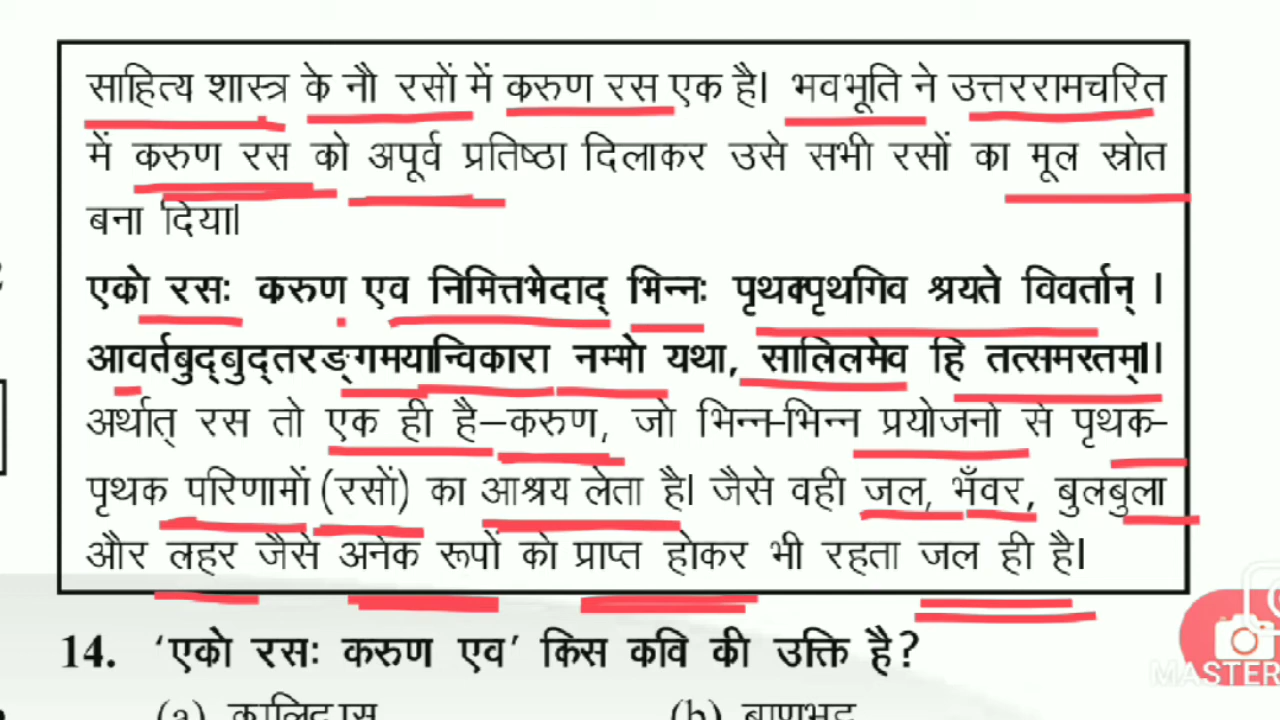 साहित्य शास्त्र के नौ रसों में करुण रस एक है। भवभूति ने उत्तररामचरित
में करुण रस को अपूर्व प्रतिष्ठा दिलाकर उसे सभी रसों का मूल स्रोत
बना दिया।
एको रसः करुण एव निमित्तभेदाद् भिन्नः पृथक्पृथगिव श्रयते विवर्तान् ।
आवर्तबुद्बुद्तरङ्गमयान्विकारा नम्मो यथा, सालिलमेव हि तत्समस्तम्।।
अर्थात् रस तो एक ही है–करुण, जो भिन्न-भिन्न प्रयोजनो से पृथक-
पृथक परिणामों (रसों) का आश्रय लेता है। जैसे वही जल, भँवर, बुलबुला
और लहर जैसे अनेक रूपों को प्राप्त होकर भी रहता जल ही है।
14. 'एको रसः करुण एव' किस कवि की उक्ति है?
(a) कालिदास (b) बाणभट्ट
MASTER